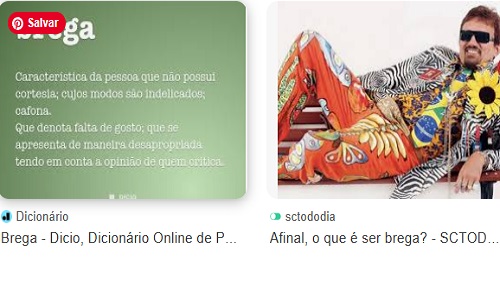 Salvar
brega
Característica da pessoa que não possui
cortesia; cujos modos são indelicados;
cafona.
Que denota falta de gosto; que se
apresenta de maneira desapropriada
tendo em conta a opinião de quem critica.
Dicionário
Brega - Dicio, Dicionário Online de P...
sctododia
Afinal, o que é ser brega? - SCTOD...